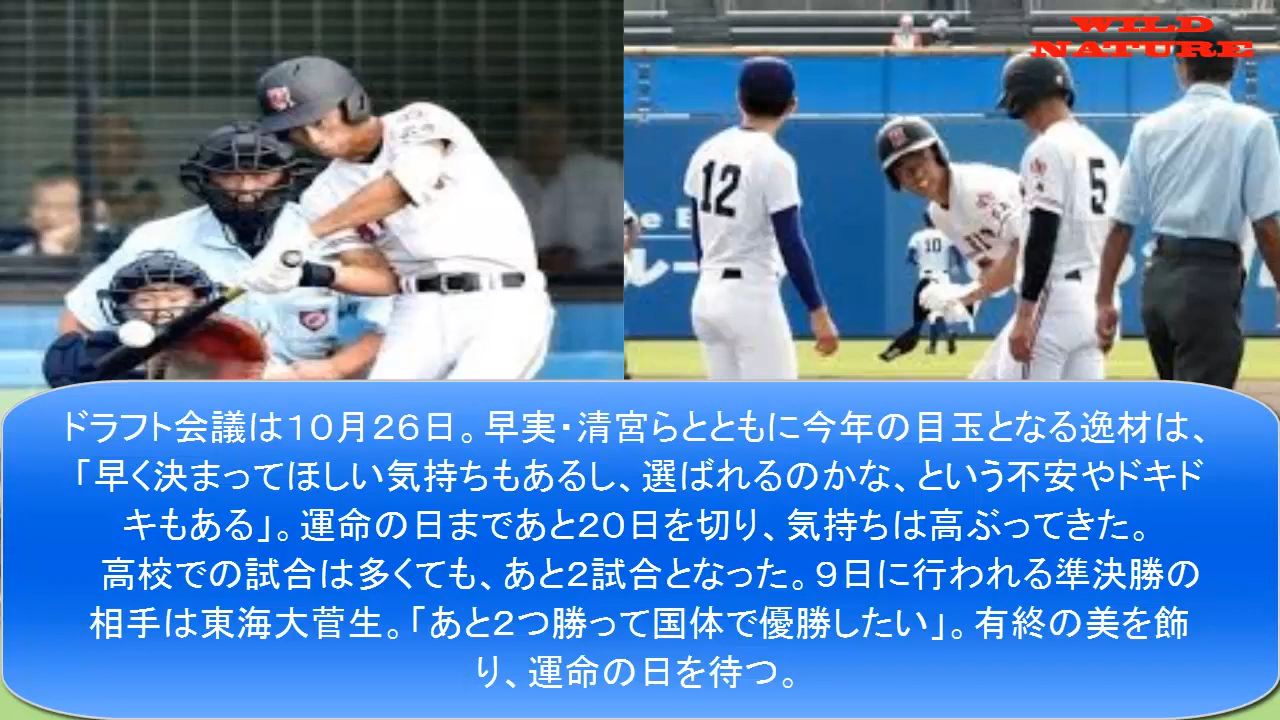 WILD
NATURE
12
5
10
ドラフト会議は10月26日。早実・清宮らとともに今年の目玉となる逸材は、
「早く決まってほしい気持ちもあるし、選ばれるのかな、という不安やドキド
キもある」。運命の日まであと20日を切り、気持ちは高ぶってきた。
高校での試合は多くても、あと2試合となった。9日に行われる準決勝の
相手は東海大菅生。「あと2つ勝って国体で優勝したい」。有終の美を飾
り、運命の日を待つ。